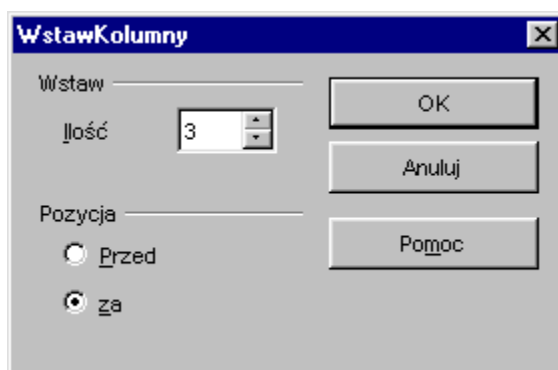 WstawKolumny
Wstaw
Ilość
3
OK
Anuluj
Pozycja
Przed
za
Pomoc